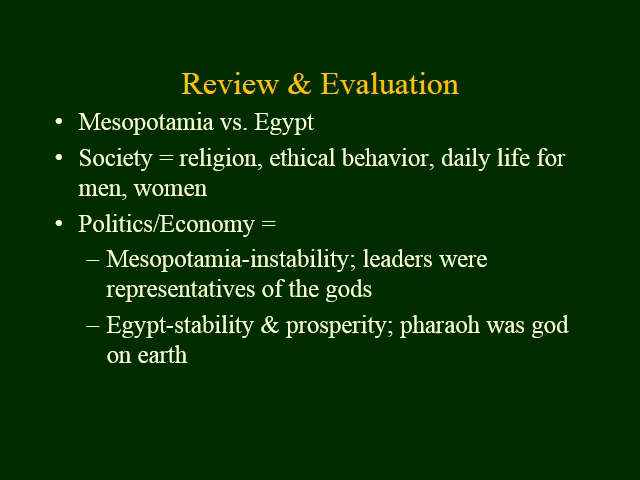 Review & Evaluation
• Mesopotamia vs. Egypt
• Society = religion, ethical behavior, daily life for
men, women
• Politics/Economy =
– Mesopotamia-instability; leaders were
representatives of the gods
– Egypt-stability & prosperity; pharaoh was god
on earth